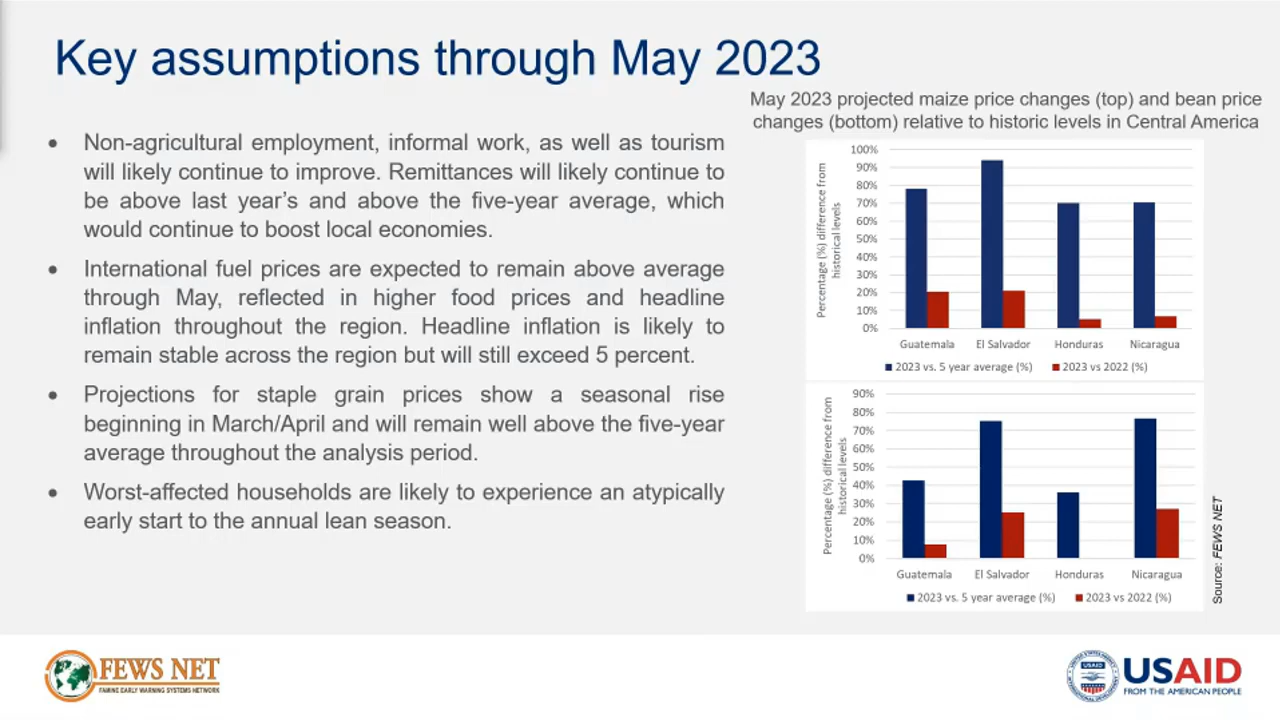 Key assumptions through May 2023
May 2023 projected maize price changes (top) and bean price
changes (bottom) relative to historic levels in Central America
• Non-agricultural employment, informal work, as well as tourism
will likely continue to improve. Remittances will likely continue to
be above last year’s and above the five-year average, which
would continue to boost local economies.
• International fuel prices are expected to remain above average
through May, reflected in higher food prices and headline
inflation throughout the region. Headline inflation is likely to
remain stable across the region but will still exceed 5 percent.
• Projections for staple grain prices show a seasonal rise
beginning in March/April and will remain well above the five-year
average throughout the analysis period.
• Worst-affected households are likely to experience an atypically
early start to the annual lean season.
Percentage (%) difference from
historical levels
100%
90%
80%
70%
60%
50%
40%
30%
20%
10%
0%
Guatemala El Salvador Honduras Nicaragua
2023 vs. 5 year average (%) 2023 vs 2022 (%)
Percentage (%) difference from
historical levels
90%
80%
70%
60%
50%
40%
30%
20%
10%
0%
Guatemala El Salvador Honduras Nicaragua
2023 vs. 5 year average (%) 2023 vs 2022 (%)
Source: FEWS NET
FEWS NET
FAMINE EARLY WARNING SYSTEMS NETWORK
USAID
USAID
FROM THE AMERICAN PEOPLE